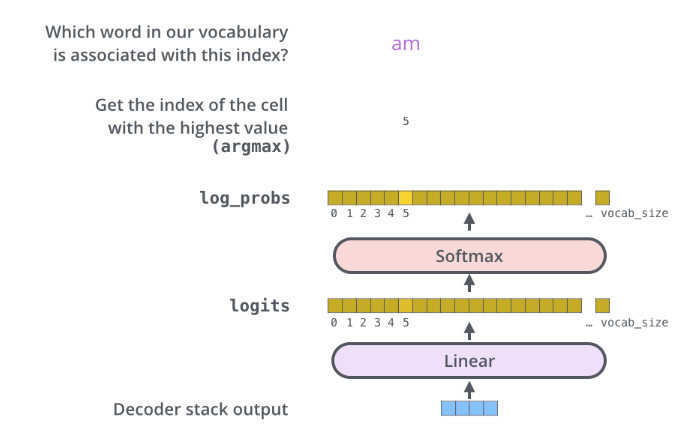 Which word in our vocabulary
is associated with this index?
am
Get the index of the cell
with the highest value
(argmax)
5
log_probs
0 1 2 3 4 5 … vocab_size
Softmax
logits
0 1 2 3 4 5 … vocab_size
Linear
Decoder stack output